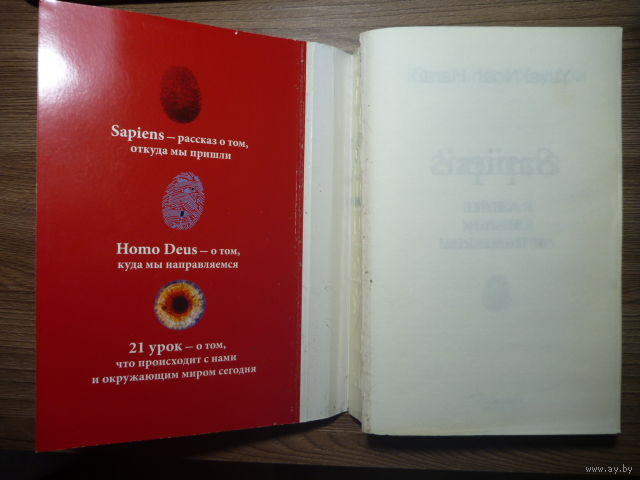 Sapiens – рассказ о том,
откуда мы пришли
Homo Deus – о том,
куда мы направляемся
21 урок – о том,
что происходит с нами
и окружающим миром сегодня
www.ay.by